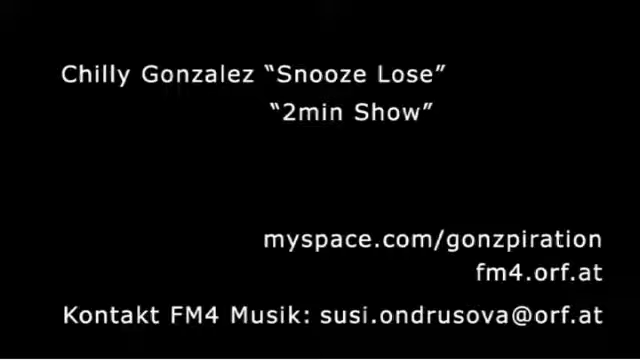 Chilly Gonzalez “Snooze Lose”
“2min Show”
myspace.com/gonzpiration
fm4.orf.at
Kontakt FM4 Musik: susi.ondrusova@orf.at